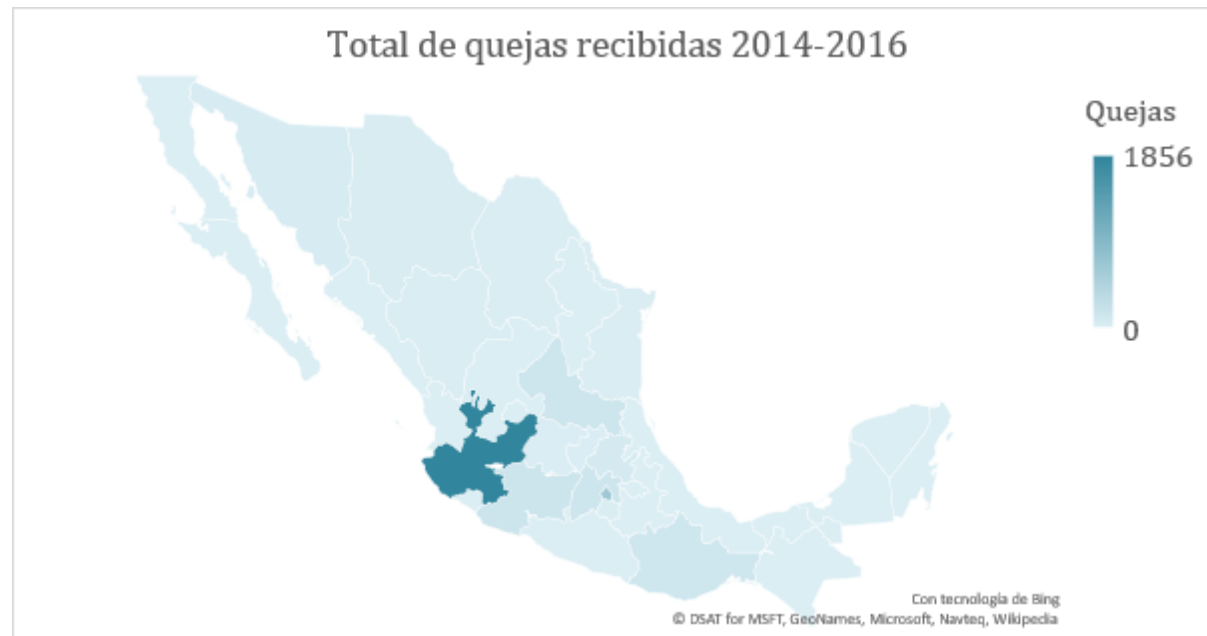 Total de quejas recibidas 2014-2016
Quejas
1856
0
Con tecnología de Bing
© DSAT for MSFT, GeoNames, Microsoft, Navteq, Wikipedia